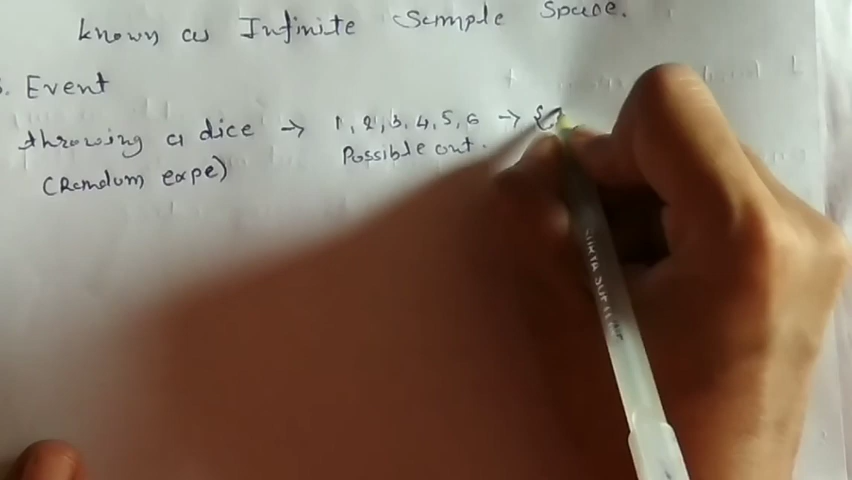 known as Infinite Sample Space.
. Event
throwing a dice → 1, 2, 3, 4, 5, 6 → {
(Random expe) Possible out.